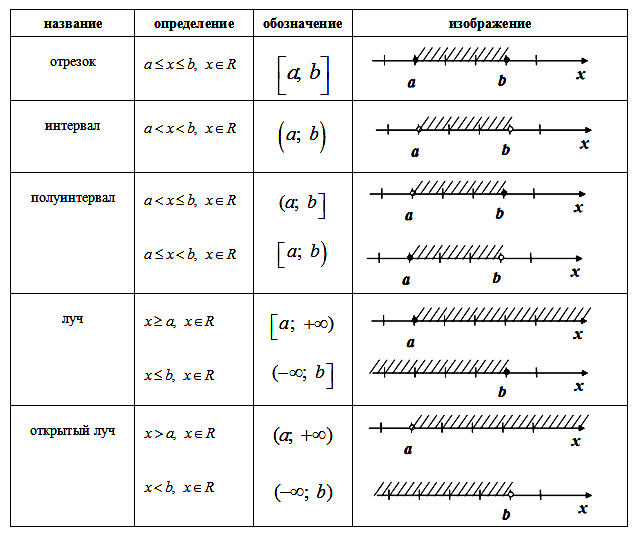 название определение обозначение изображение
отрезок a ≤ x ≤ b, x ∈ R [a; b] a b x
интервал a < x < b, x ∈ R (a; b) a b x
полуинтервал a < x ≤ b, x ∈ R (a; b] a b x
a ≤ x < b, x ∈ R [a; b) a b x
луч x ≥ a, x ∈ R [a; +∞) a x
x ≤ b, x ∈ R (−∞; b] b x
открытый луч x > a, x ∈ R (a; +∞) a x
x < b, x ∈ R (−∞; b) b x